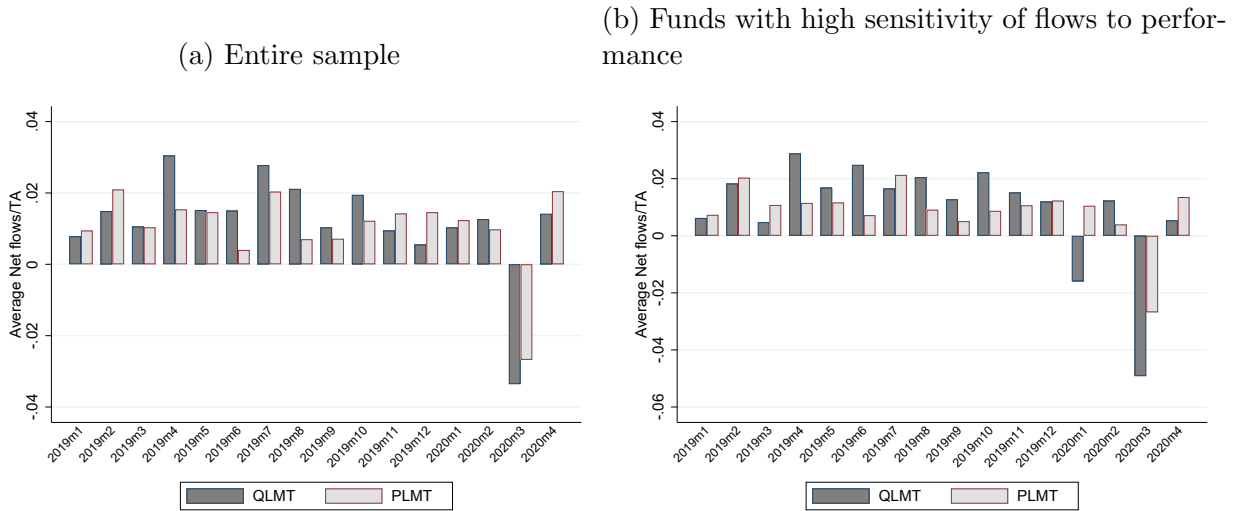 (a) Entire sample
(b) Funds with high sensitivity of flows to perfor-
mance
Average Net flows/TA
.04
.02
0
-.02
-.04
2019m1
2019m2
2019m3
2019m4
2019m5
2019m6
2019m7
2019m8
2019m9
2019m10
2019m11
2019m12
2020m1
2020m2
2020m3
2020m4
QLMT PLMT
Average Net flows/TA
.04
.02
0
-.02
-.04
-.06
2019m1
2019m2
2019m3
2019m4
2019m5
2019m6
2019m7
2019m8
2019m9
2019m10
2019m11
2019m12
2020m1
2020m2
2020m3
2020m4
QLMT PLMT